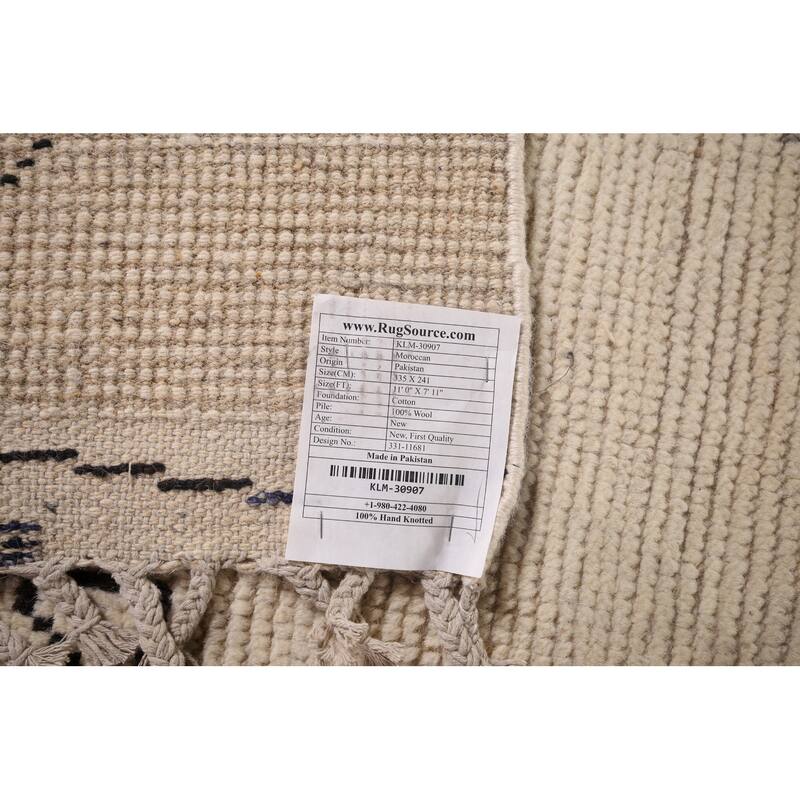 www.RugSource.com
Item Number: KLM-30907
Style Moroccan
Origin Pakistan
Size(CM): 335 X 241
Size(FT): 11' 0" X 7' 11"
Foundation: Cotton
Pile: 100% Wool
Age: New
Condition: New, First Quality
Design No.: 331-11681
Made in Pakistan
KLM-30907
+1-980-422-4080
100% Hand Knotted